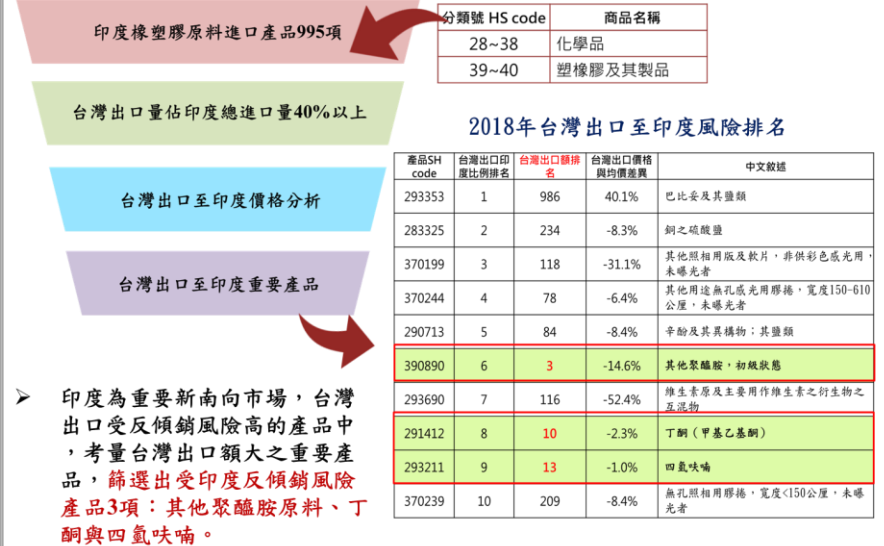 印度橡塑膠原料進口產品995項
台灣出口量佔印度總進口量40%以上
台灣出口至印度價格分析
台灣出口至印度重要產品
分類號 HS code 商品名稱
28~38 化學品
39~40 塑橡膠及其製品
2018年台灣出口至印度風險排名
產品SH code 台灣出口印度比例排名 台灣出口額排名 台灣出口價格與均價差異 中文敘述
293353 1 986 40.1% 巴比妥及其鹽類
283325 2 234 -8.3% 銅之硫酸鹽
370199 3 118 -31.1% 其他照相用版及軟片，非供彩色感光用，未曝光者
370244 4 78 -6.4% 其他用途無孔感光用膠捲，寬度150-610公厘，未曝光者
290713 5 84 -8.4% 辛酚及其異構物；其鹽類
390890 6 3 -14.6% 其他聚醯胺，初級狀態
293690 7 116 -52.4% 維生素原及主要用作維生素之衍生物之互混物
291412 8 10 -2.3% 丁酮（甲基乙基酮）
293211 9 13 -1.0% 四氫呋喃
370239 10 209 -8.4% 無孔照相用膠捲，寬度<150公厘，未曝光者
➢ 印度為重要新南向市場，台灣
出口受反傾銷風險高的產品中
，考量台灣出口額大之重要產
品，篩選出受印度反傾銷風險
產品3項：其他聚醯胺原料、丁
酮與四氫呋喃。